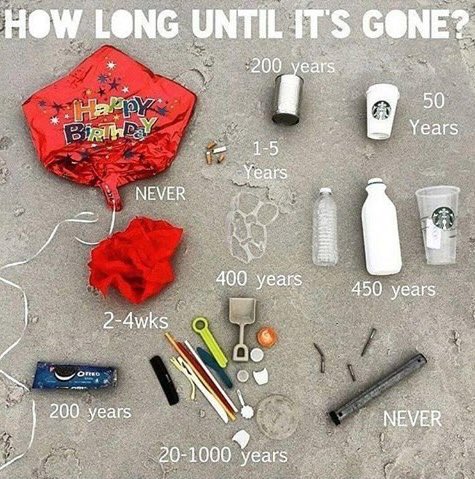 HOW LONG UNTIL IT'S GONE?
200 years
50
Years
Happy
BiRTHDAY
1-5
Years
NEVER
400 years
450 years
2-4wks
OREO
200 years
NEVER
20-1000 years